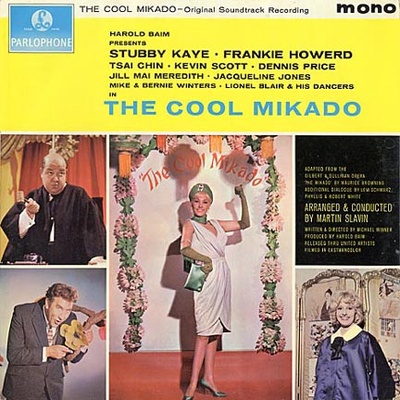 THE COOL MIKADO-Original Soundtrack Recording
mono
PARLOPHONE
HAROLD BAIM
PRESENTS
STUBBY KAYE · FRANKIE HOWERD
TSAI CHIN · KEVIN SCOTT · DENNIS PRICE
JILL MAI MEREDITH · JACQUELINE JONES
MIKE & BERNIE WINTERS · LIONEL BLAIR & HIS DANCERS
IN
THE COOL MIKADO
"The Cool Mikado"
ADAPTED FROM THE
GILBERT & SULLIVAN OPERA
'THE MIKADO' BY MAURICE BROWNING
ADDITIONAL DIALOGUE BY LEW SCHWARZ,
PHYLLIS & ROBERT WHITE
ARRANGED & CONDUCTED
BY MARTIN SLAVIN
WRITTEN & DIRECTED BY MICHAEL WINNER
PRODUCED BY HAROLD BAIM
RELEASED THRU UNITED ARTISTS
FILMED IN EASTMANCOLOR